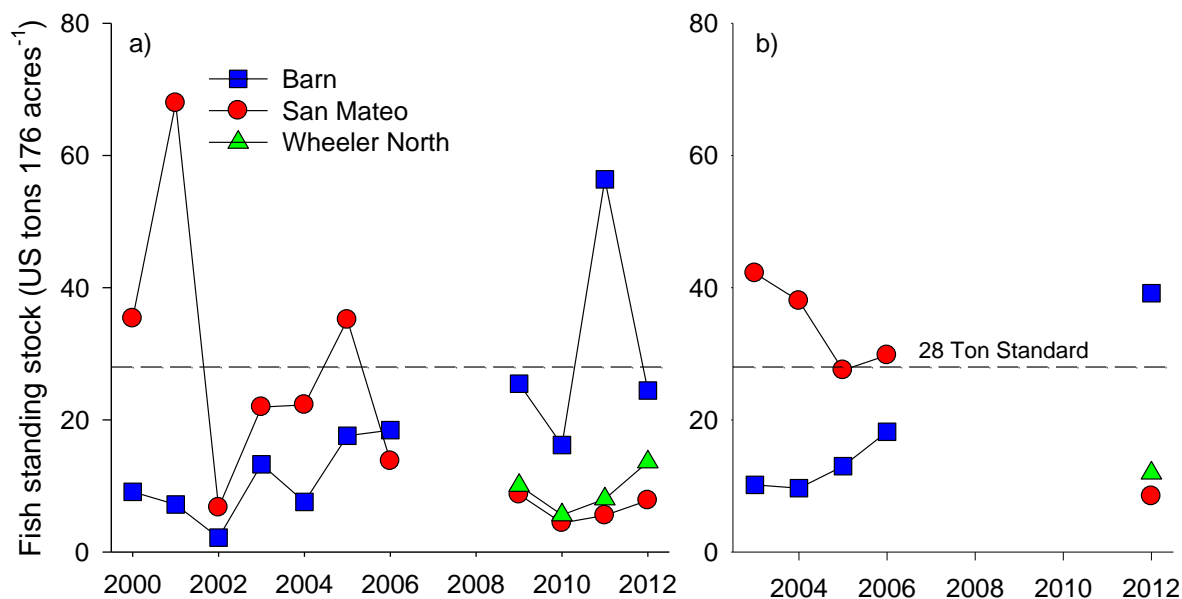 Fish standing stock (US tons 176 acres⁻¹)
a)
Barn
San Mateo
Wheeler North
80
60
40
20
0
2000 2002 2004 2006 2008 2010 2012
b)
28 Ton Standard
80
60
40
20
0
2004 2006 2008 2010 2012